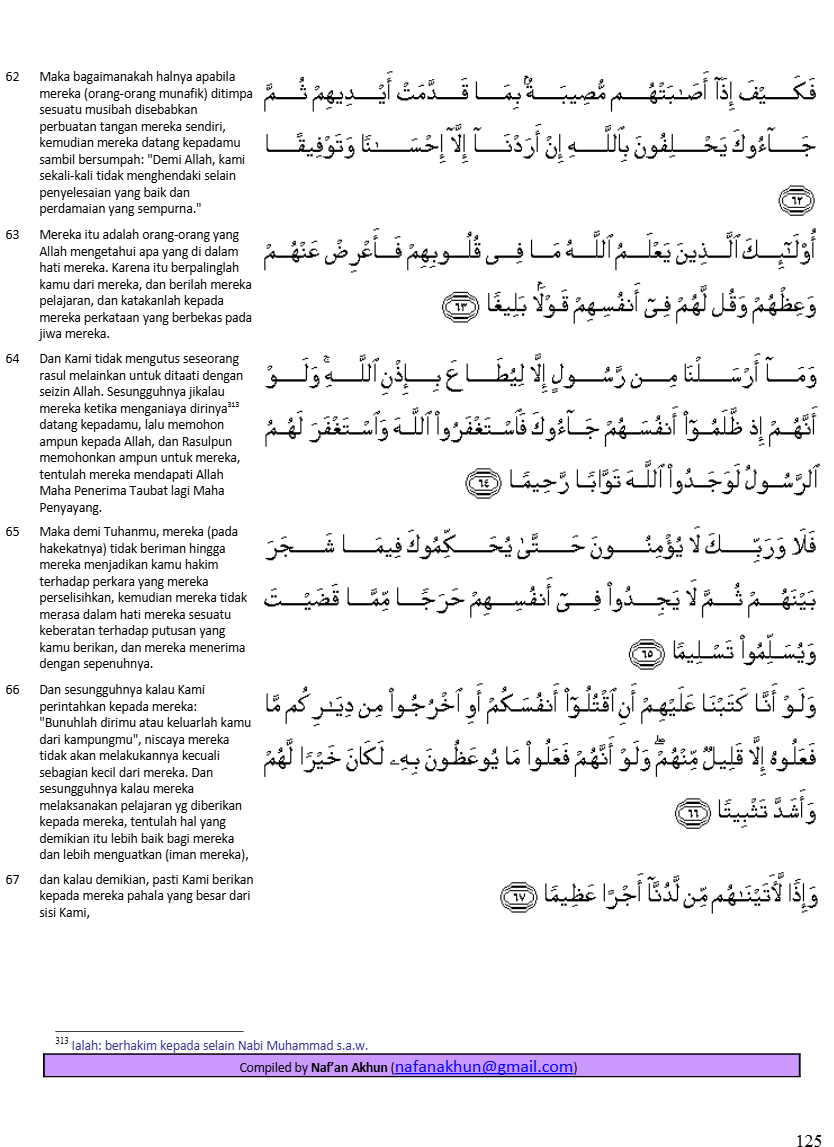 62 Maka bagaimanakah halnya apabila
mereka (orang-orang munafik) ditimpa
sesuatu musibah disebabkan
perbuatan tangan mereka sendiri,
kemudian mereka datang kepadamu
sambil bersumpah: "Demi Allah, kami
sekali-kali tidak menghendaki selain
penyelesaian yang baik dan
perdamaian yang sempurna."
فَكَيْفَ إِذَآ أَصَـٰبَتْهُم مُّصِيبَةٌۢ بِمَا قَدَّمَتْ أَيْدِيهِمْ ثُمَّ
جَآءُوكَ يَحْلِفُونَ بِٱللَّهِ إِنْ أَرَدْنَآ إِلَّآ إِحْسَـٰنًا وَتَوْفِيقًا
٦٢
63 Mereka itu adalah orang-orang yang
Allah mengetahui apa yang di dalam
hati mereka. Karena itu berpalinglah
kamu dari mereka, dan berilah mereka
pelajaran, dan katakanlah kepada
mereka perkataan yang berbekas pada
jiwa mereka.
أُو۟لَـٰٓئِكَ ٱلَّذِينَ يَعْلَمُ ٱللَّهُ مَا فِى قُلُوبِهِمْ فَأَعْرِضْ عَنْهُمْ
وَعِظْهُمْ وَقُل لَّهُمْ فِىٓ أَنفُسِهِمْ قَوْلًۢا بَلِيغًا ٦٣
64 Dan Kami tidak mengutus seseorang
rasul melainkan untuk ditaati dengan
seizin Allah. Sesungguhnya jikalau
mereka ketika menganiaya dirinya³¹³
datang kepadamu, lalu memohon
ampun kepada Allah, dan Rasulpun
memohonkan ampun untuk mereka,
tentulah mereka mendapati Allah
Maha Penerima Taubat lagi Maha
Penyayang.
وَمَآ أَرْسَلْنَا مِن رَّسُولٍ إِلَّا لِيُطَاعَ بِإِذْنِ ٱللَّهِ ۚ وَلَوْ
أَنَّهُمْ إِذ ظَّلَمُوٓا۟ أَنفُسَهُمْ جَآءُوكَ فَٱسْتَغْفَرُوا۟ ٱللَّهَ وَٱسْتَغْفَرَ لَهُمُ
ٱلرَّسُولُ لَوَجَدُوا۟ ٱللَّهَ تَوَّابًا رَّحِيمًا ٦٤
65 Maka demi Tuhanmu, mereka (pada
hakekatnya) tidak beriman hingga
mereka menjadikan kamu hakim
terhadap perkara yang mereka
perselisihkan, kemudian mereka tidak
merasa dalam hati mereka sesuatu
keberatan terhadap putusan yang
kamu berikan, dan mereka menerima
dengan sepenuhnya.
فَلَا وَرَبِّكَ لَا يُؤْمِنُونَ حَتَّىٰ يُحَكِّمُوكَ فِيمَا شَجَرَ
بَيْنَهُمْ ثُمَّ لَا يَجِدُوا۟ فِىٓ أَنفُسِهِمْ حَرَجًا مِّمَّا قَضَيْتَ
وَيُسَلِّمُوا۟ تَسْلِيمًا ٦٥
66 Dan sesungguhnya kalau Kami
perintahkan kepada mereka:
"Bunuhlah dirimu atau keluarlah kamu
dari kampungmu", niscaya mereka
tidak akan melakukannya kecuali
sebagian kecil dari mereka. Dan
sesungguhnya kalau mereka
melaksanakan pelajaran yg diberikan
kepada mereka, tentulah hal yang
demikian itu lebih baik bagi mereka
dan lebih menguatkan (iman mereka),
وَلَوْ أَنَّا كَتَبْنَا عَلَيْهِمْ أَنِ ٱقْتُلُوٓا۟ أَنفُسَكُمْ أَوِ ٱخْرُجُوا۟ مِن دِيَـٰرِكُم مَّا
فَعَلُوهُ إِلَّا قَلِيلٌ مِّنْهُمْ ۖ وَلَوْ أَنَّهُمْ فَعَلُوا۟ مَا يُوعَظُونَ بِهِۦ لَكَانَ خَيْرًا لَّهُمْ
وَأَشَدَّ تَثْبِيتًا ٦٦
67 dan kalau demikian, pasti Kami berikan
kepada mereka pahala yang besar dari
sisi Kami,
وَإِذًا لَّـَٔاتَيْنَـٰهُم مِّن لَّدُنَّآ أَجْرًا عَظِيمًا ٦٧
³¹³ Ialah: berhakim kepada selain Nabi Muhammad s.a.w.
Compiled by Naf’an Akhun (nafanakhun@gmail.com)
125